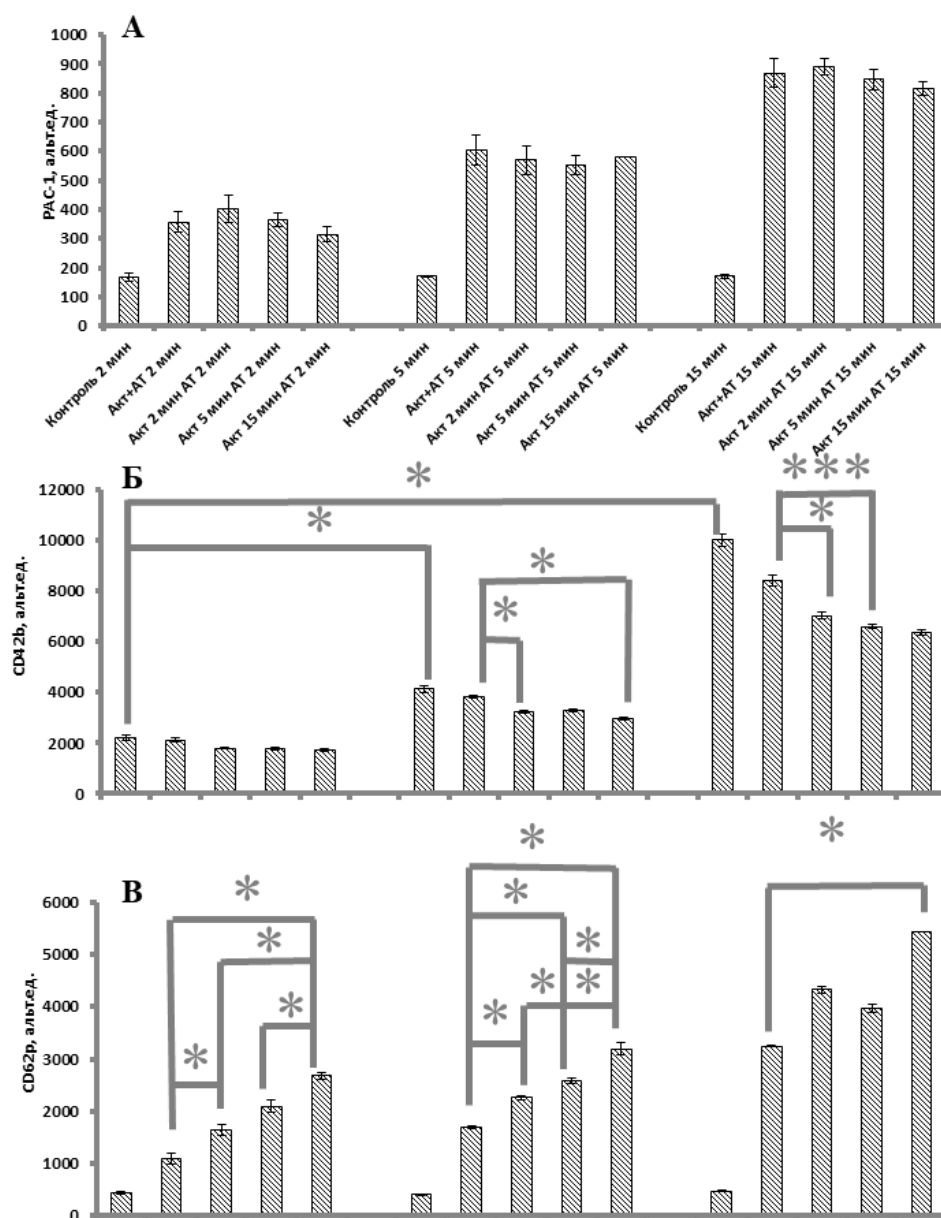 А
PAC-1, альт.ед.
1000
900
800
700
600
500
400
300
200
100
0
Контроль 2 мин
Акт+АТ 2 мин
Акт 2 мин АТ 2 мин
Акт 5 мин АТ 2 мин
Акт 15 мин АТ 2 мин
Контроль 5 мин
Акт+АТ 5 мин
Акт 2 мин АТ 5 мин
Акт 5 мин АТ 5 мин
Акт 15 мин АТ 5 мин
Контроль 15 мин
Акт+АТ 15 мин
Акт 2 мин АТ 15 мин
Акт 5 мин АТ 15 мин
Акт 15 мин АТ 15 мин
Б
CD42b, альт.ед.
12000
10000
8000
6000
4000
2000
0
*
*
*
*
***
*
В
CD62p, альт.ед.
6000
5000
4000
3000
2000
1000
0
*
*
*
*
*
*
*
*
*
*
*